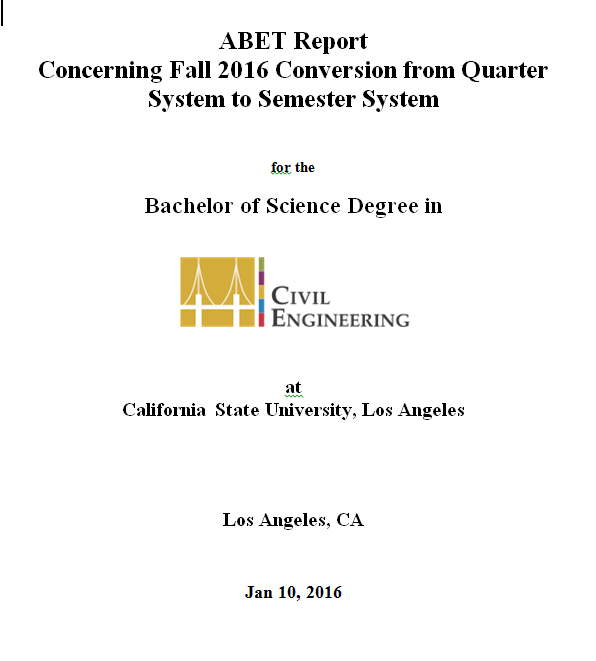 ABET Report
Concerning Fall 2016 Conversion from Quarter
System to Semester System
for the
Bachelor of Science Degree in
CIVIL
ENGINEERING
at
California  State University, Los Angeles
Los Angeles, CA
Jan 10, 2016